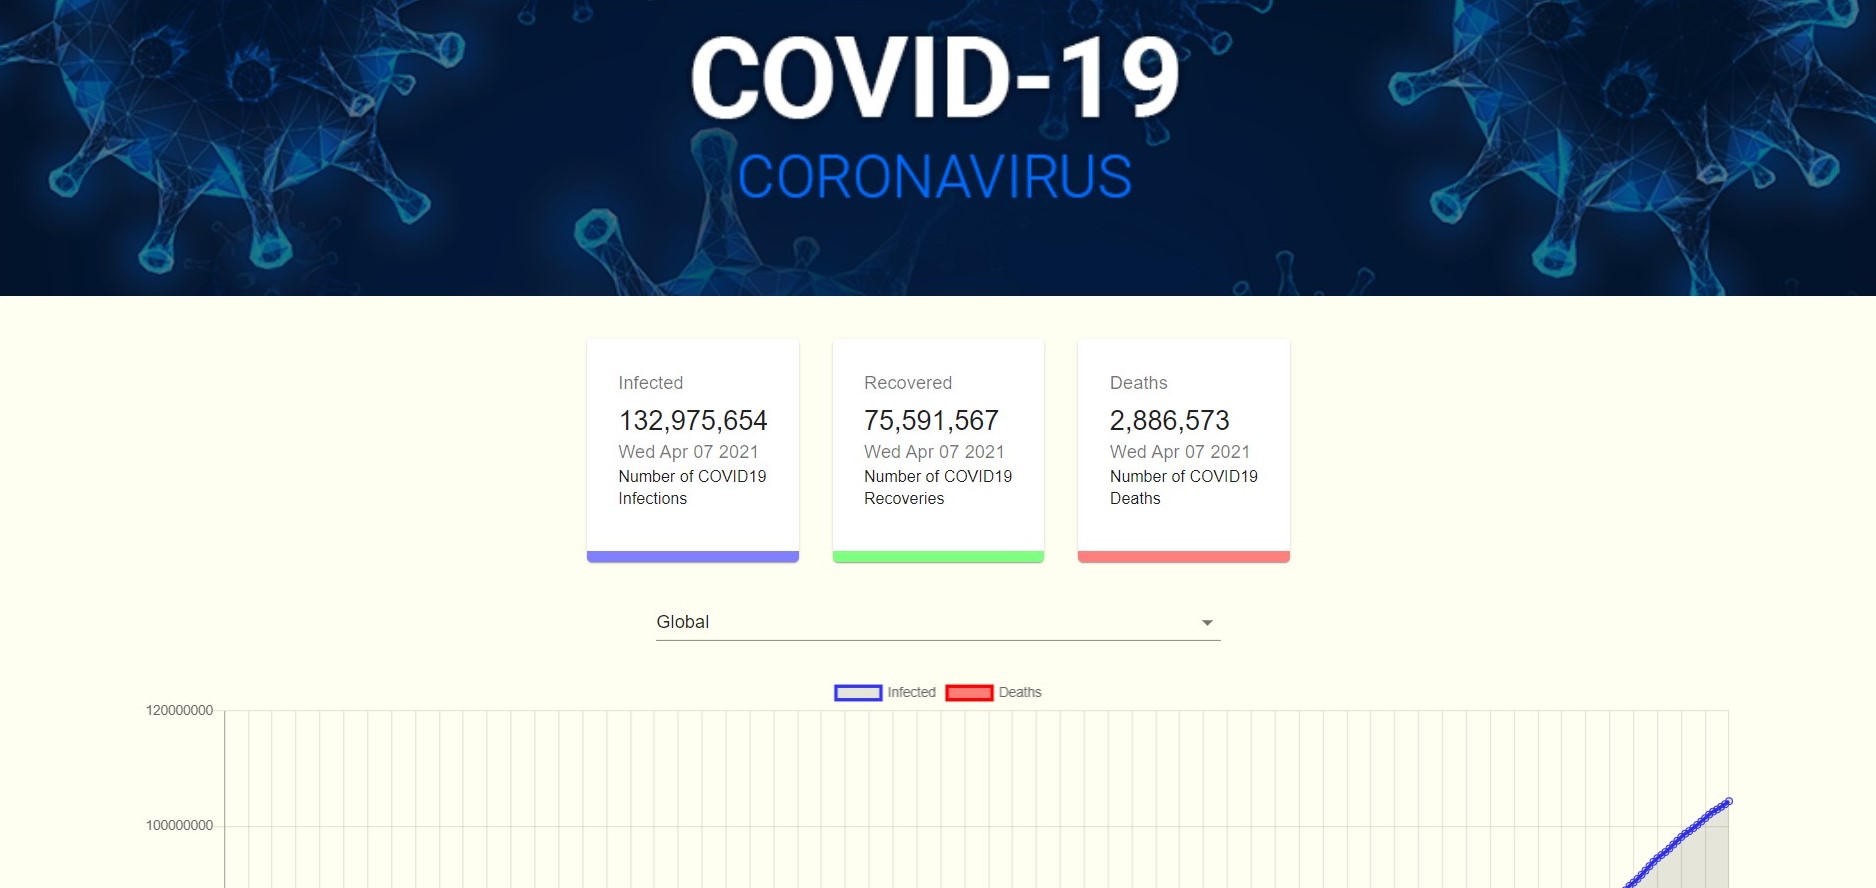 COVID-19
CORONAVIRUS
Infected
132,975,654
Wed Apr 07 2021
Number of COVID19
Infections
Recovered
75,591,567
Wed Apr 07 2021
Number of COVID19
Recoveries
Deaths
2,886,573
Wed Apr 07 2021
Number of COVID19
Deaths
Global
Infected Deaths
120000000
100000000